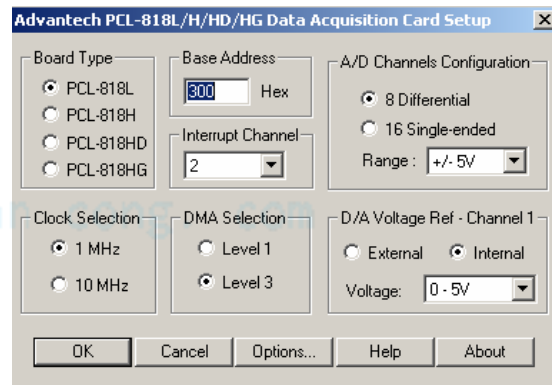 Advantech PCL-818L/H/HD/HG Data Acquisition Card Setup
Board Type
PCL-818L
PCL-818H
PCL-818HD
PCL-818HG
Base Address
300 Hex
Interrupt Channel
2
A/D Channels Configuration
8 Differential
16 Single-ended
Range : +/- 5V
Clock Selection
1 MHz
10 MHz
DMA Selection
Level 1
Level 3
D/A Voltage Ref - Channel 1
External Internal
Voltage: 0 - 5V
OK Cancel Options... Help About